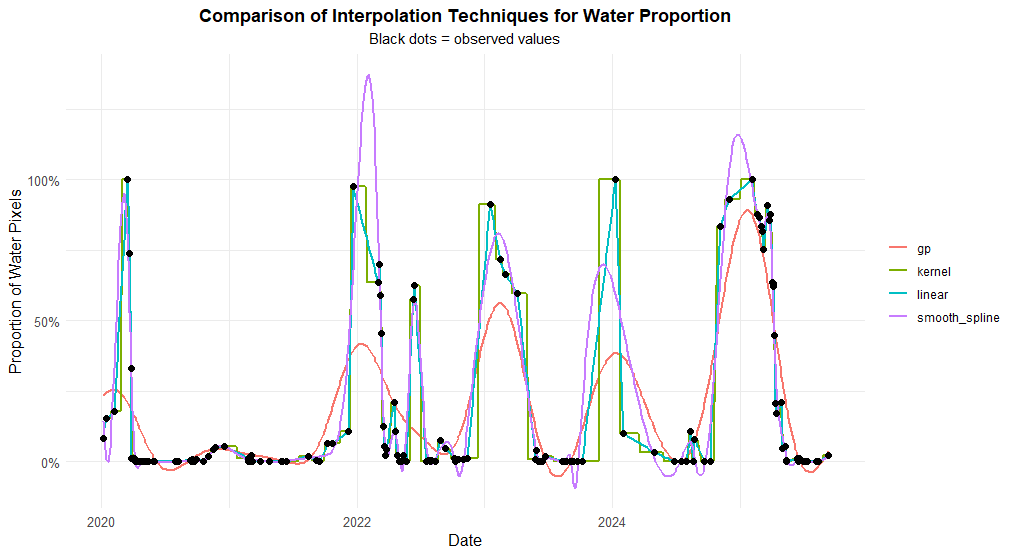 Comparison of Interpolation Techniques for Water Proportion
Black dots = observed values
Proportion of Water Pixels
100%
50%
0%
2020
2022
2024
Date
gp
kernel
linear
smooth_spline